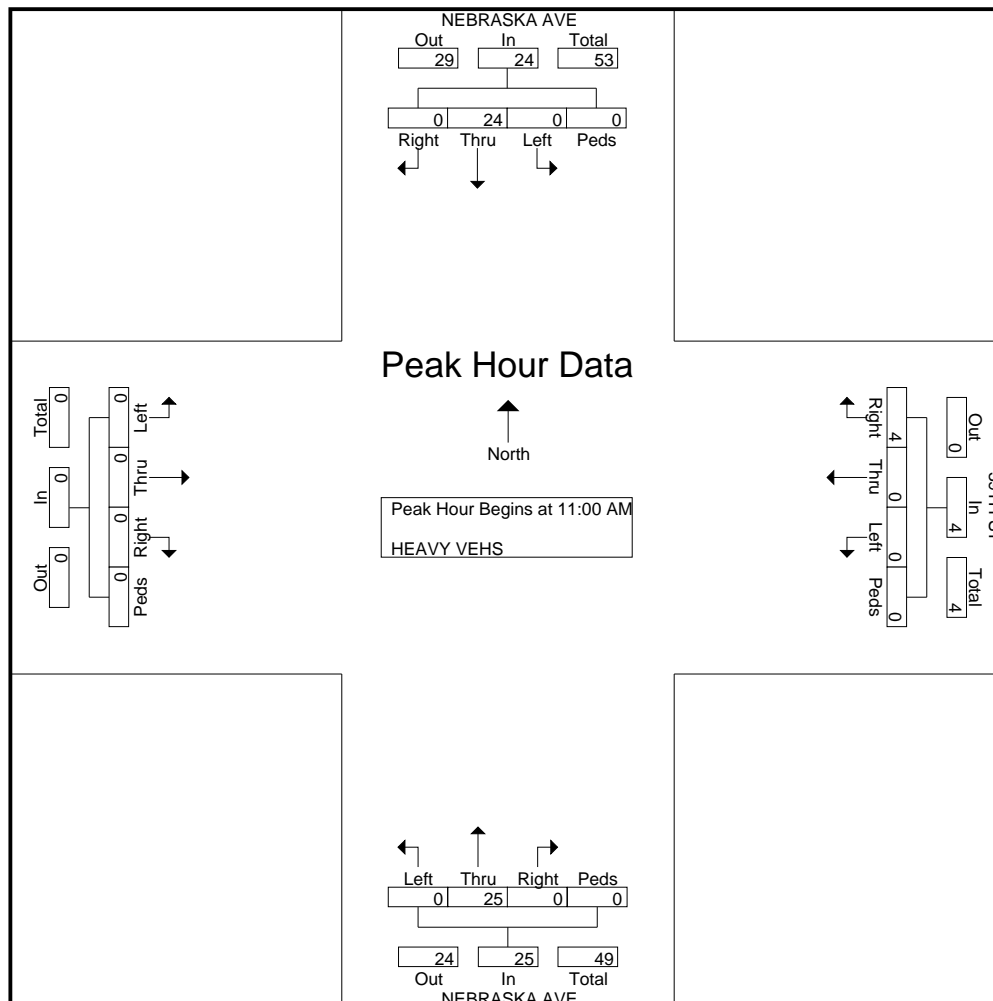 NEBRASKA AVE
Out In Total
29 24 53
0 24 0 0
Right Thru Left Peds
Peak Hour Data
North
Peak Hour Begins at 11:00 AM
HEAVY VEHS
Total In Out
0 0 0
0 0 0 0
Left Thru Right Peds
Right Thru Left Peds
4 0 0 0
Out In Total
0 4 4
Left Thru Right Peds
0 25 0 0
24 25 49
Out In Total
NEBRASKA AVE